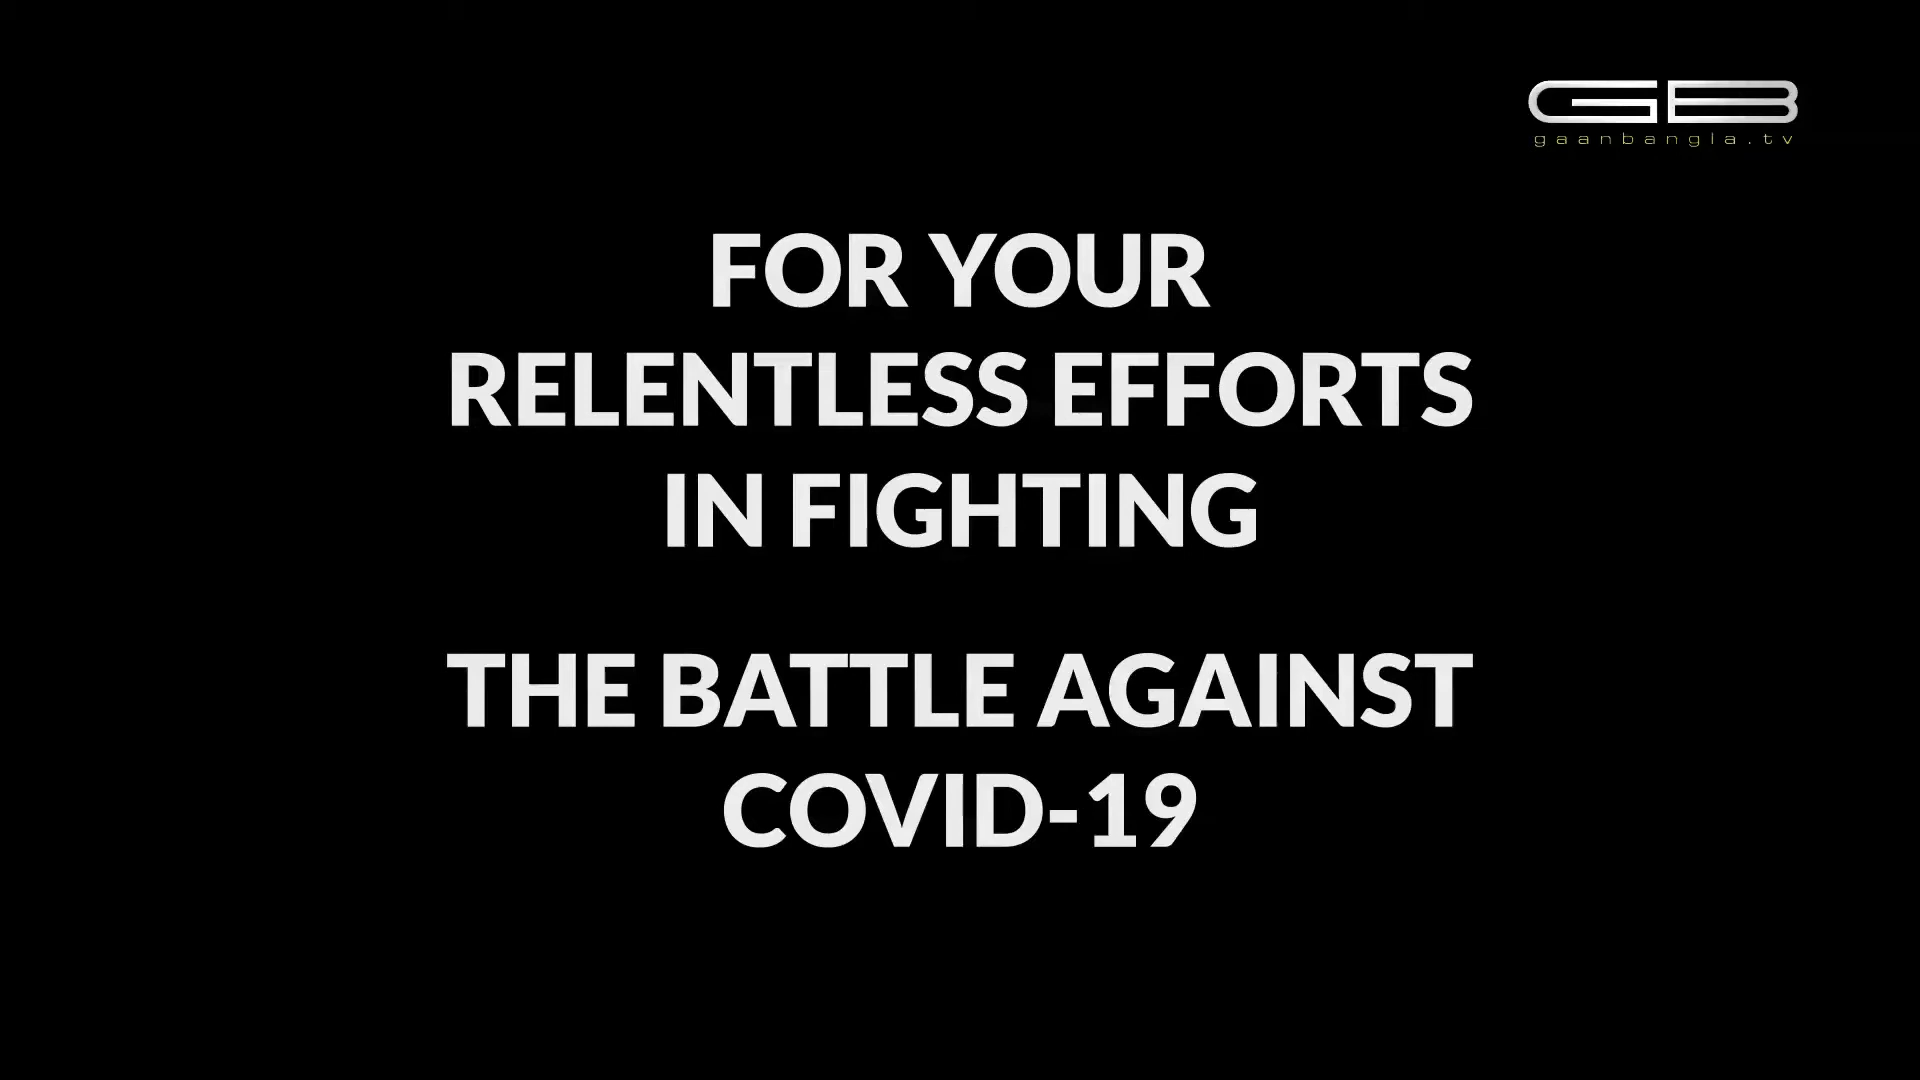 GB
gaanbangla.tv
FOR YOUR
RELENTLESS EFFORTS
IN FIGHTING
THE BATTLE AGAINST
COVID-19